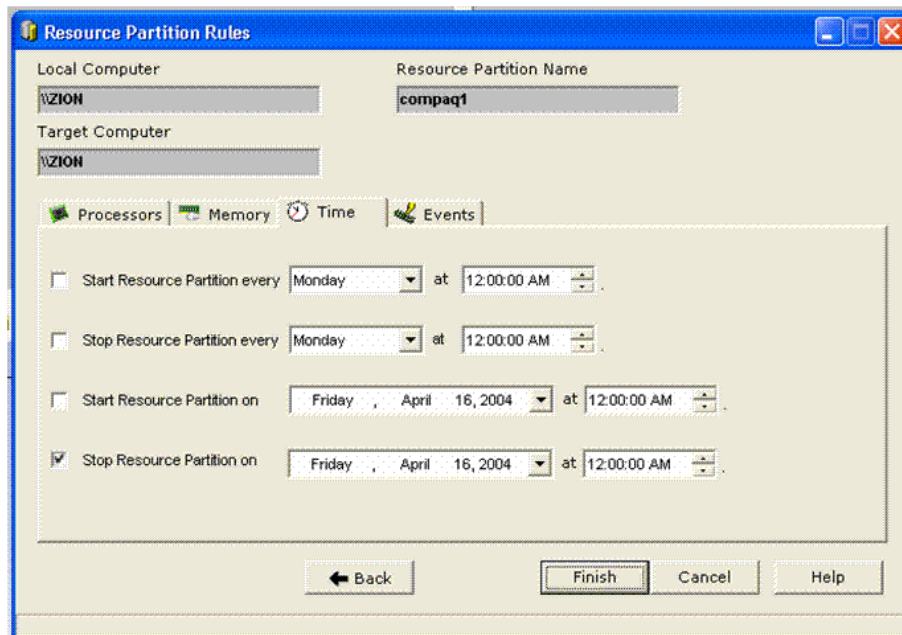 Resource Partition Rules
Local Computer
Resource Partition Name
\\ZION
compaq1
Target Computer
\\ZION
Processors Memory Time Events
Start Resource Partition every Monday at 12:00:00 AM .
Stop Resource Partition every Monday at 12:00:00 AM .
Start Resource Partition on Friday , April 16, 2004 at 12:00:00 AM .
Stop Resource Partition on Friday , April 16, 2004 at 12:00:00 AM .
Back Finish Cancel Help